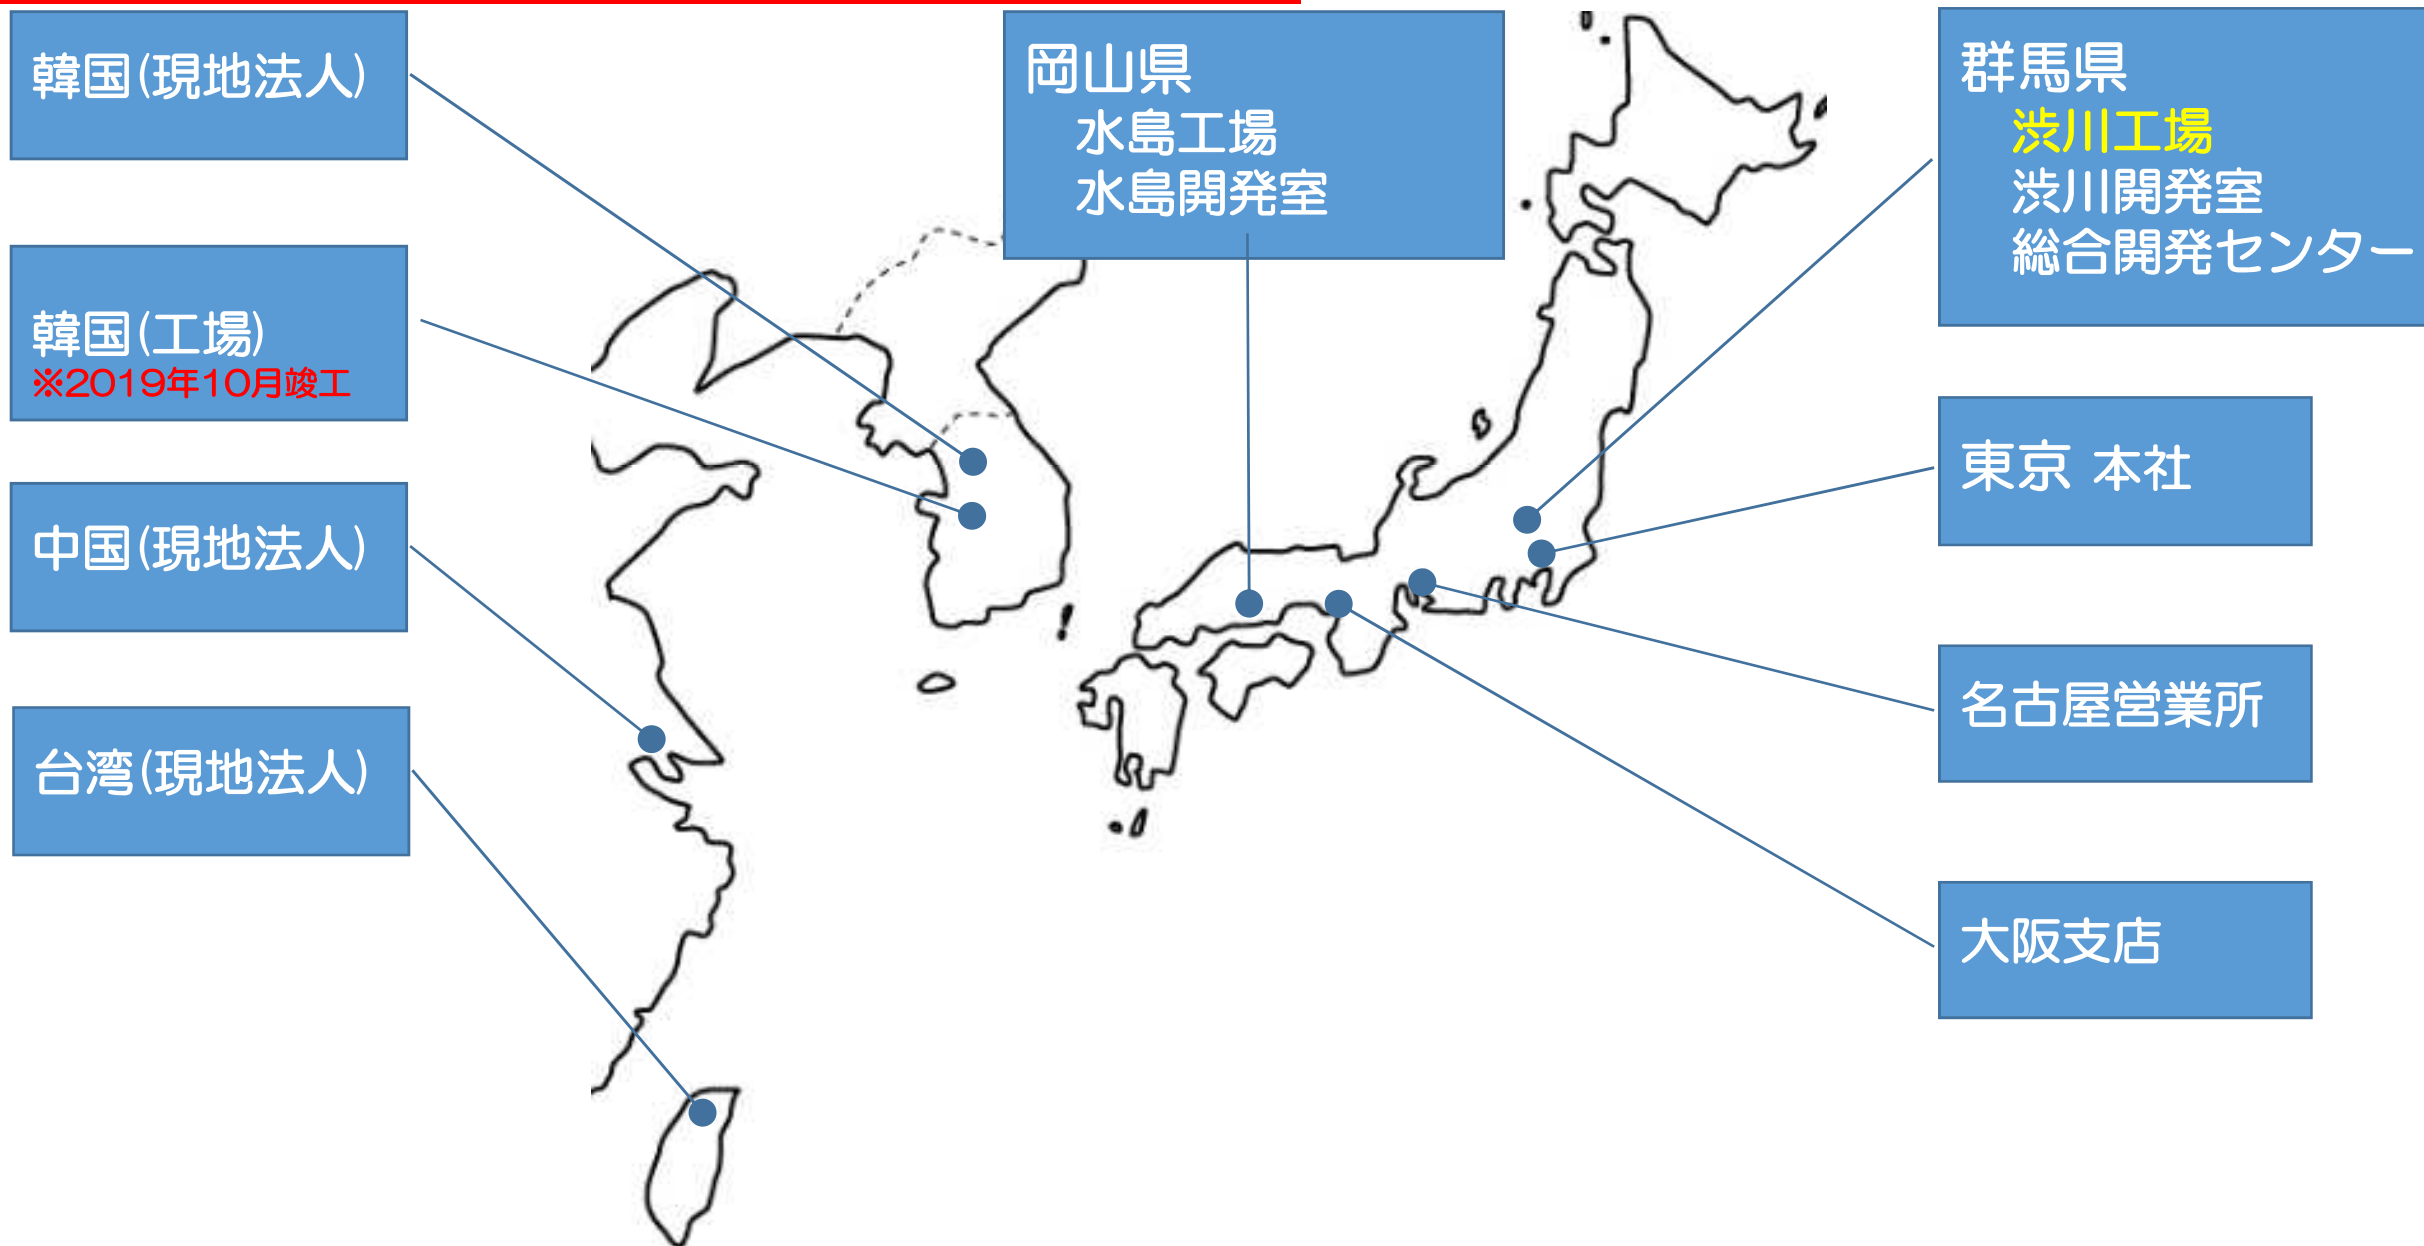 韓国(現地法人)
韓国(工場)
※2019年10月竣工
中国(現地法人)
台湾(現地法人)
岡山県
水島工場
水島開発室
群馬県
渋川工場
渋川開発室
総合開発センター
東京 本社
名古屋営業所
大阪支店